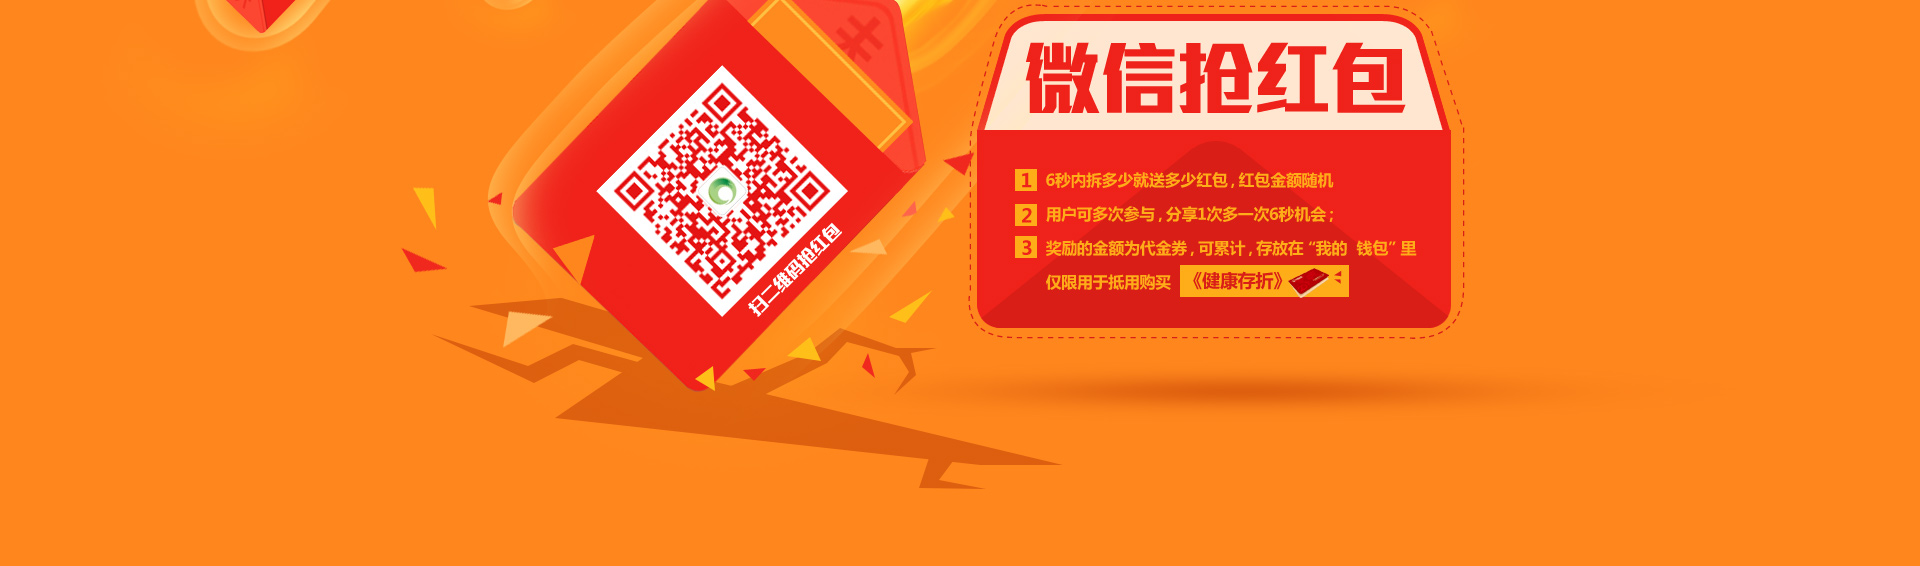 微信抢红包
1 6秒内拆多少就送多少红包，红包金额随机
2 用户可多次参与，分享1次多一次6秒机会；
3 奖励的金额为代金券，可累计，存放在“我的 钱包”里
仅限用于抵用购买 《健康存折》
扫二维码抢红包